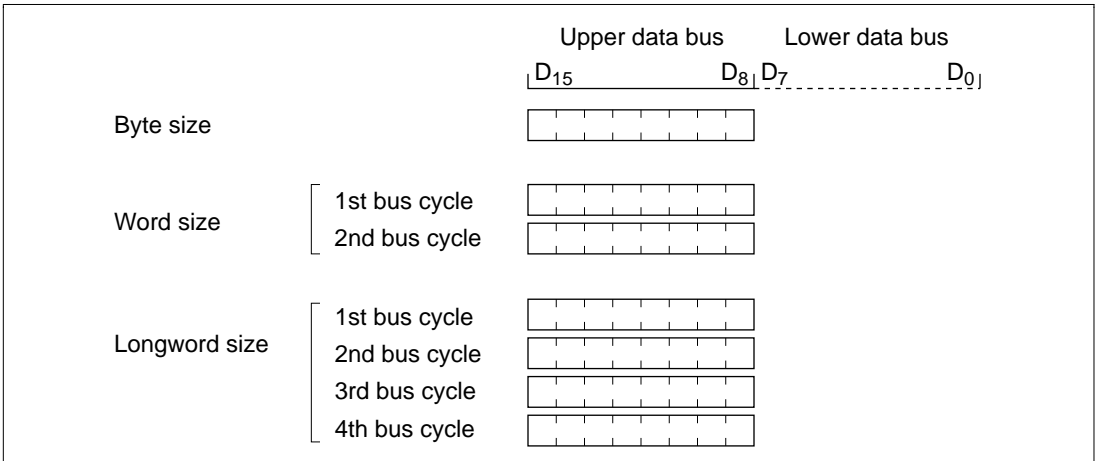 Upper data bus Lower data bus
D15 D8 D7 D0
Byte size
Word size
1st bus cycle
2nd bus cycle
Longword size
1st bus cycle
2nd bus cycle
3rd bus cycle
4th bus cycle